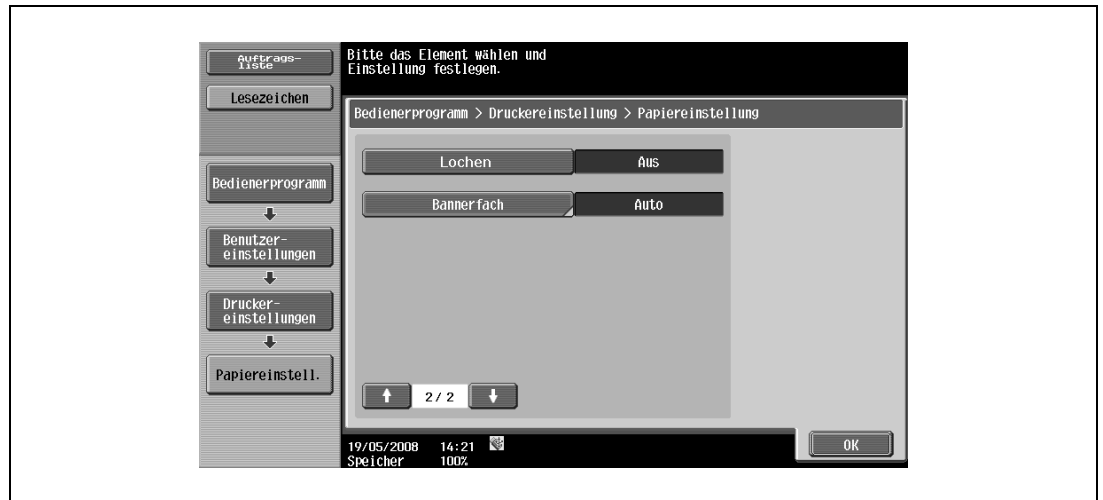 Auftrags-
liste
Lesezeichen
Bitte das Element wählen und
Einstellung festlegen.
Bedienerprogramm > Druckereinstellung > Papiereinstellung
Lochen Aus
Bannerfach Auto
Bedienerprogramm
Benutzer-
einstellungen
Drucker-
einstellungen
Papiereinstell.
2/ 2
19/05/2008 14:21
Speicher 100%
OK